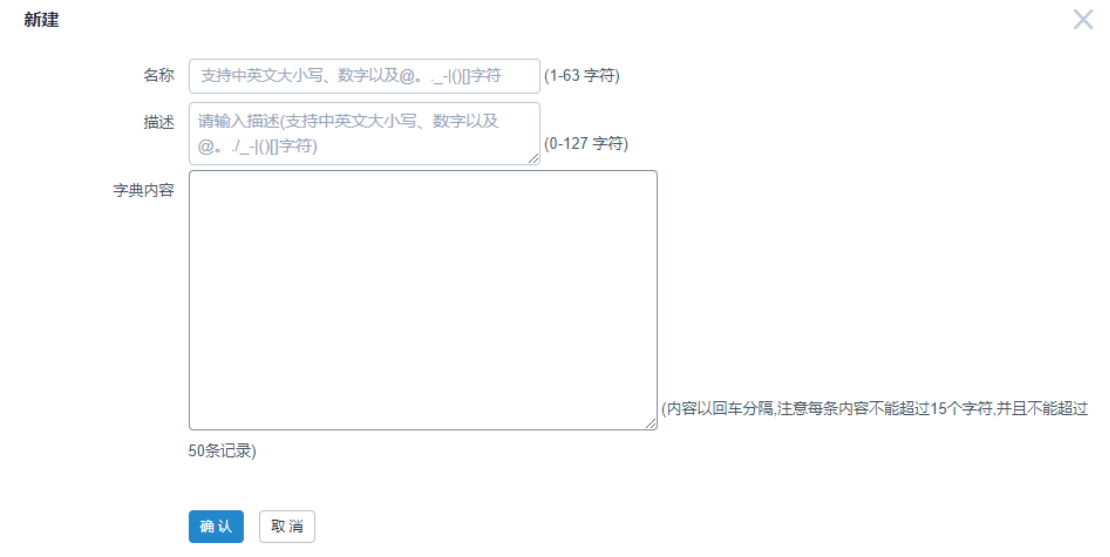 新建
名称 支持中英文大小写、数字以及@。._-|()[]字符 (1-63 字符)
描述 请输入描述(支持中英文大小写、数字以及
@。./_-|()[]字符) (0-127 字符)
字典内容
(内容以回车分隔,注意每条内容不能超过15个字符,并且不能超过
50条记录)
确认 取消